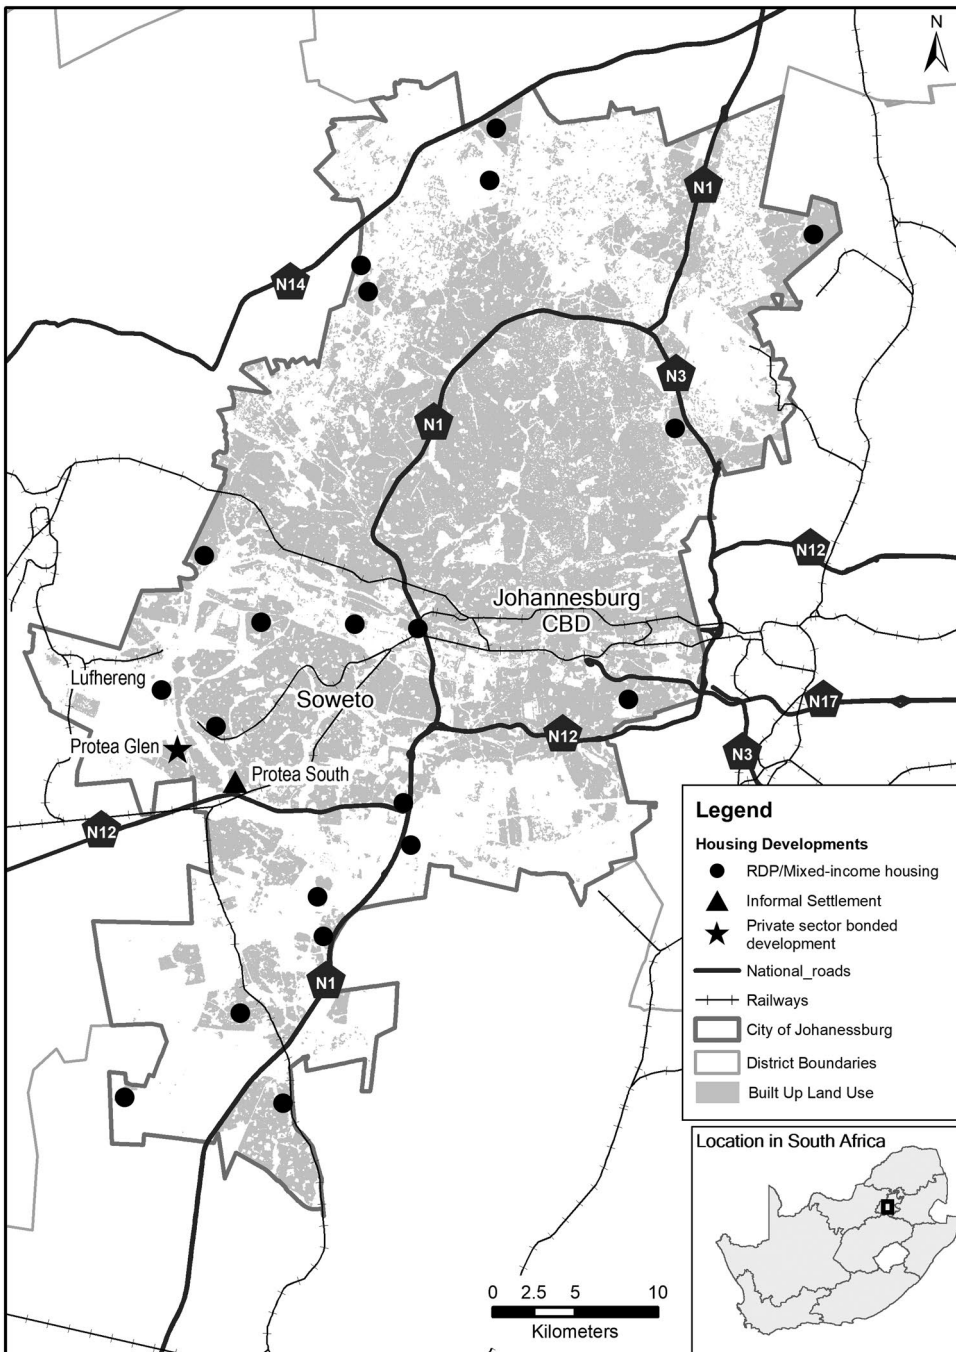 N
N1
N14
N3
N1
N12
Johannesburg
CBD
Lufhereng
Soweto
N17
N12
Protea Glen
N3
Protea South
N12
Legend
Housing Developments
RDP/Mixed-income housing
Informal Settlement
Private sector bonded
development
National_roads
N1
Railways
City of Johanessburg
District Boundaries
Built Up Land Use
Location in South Africa
0 2.5 5 10
Kilometers